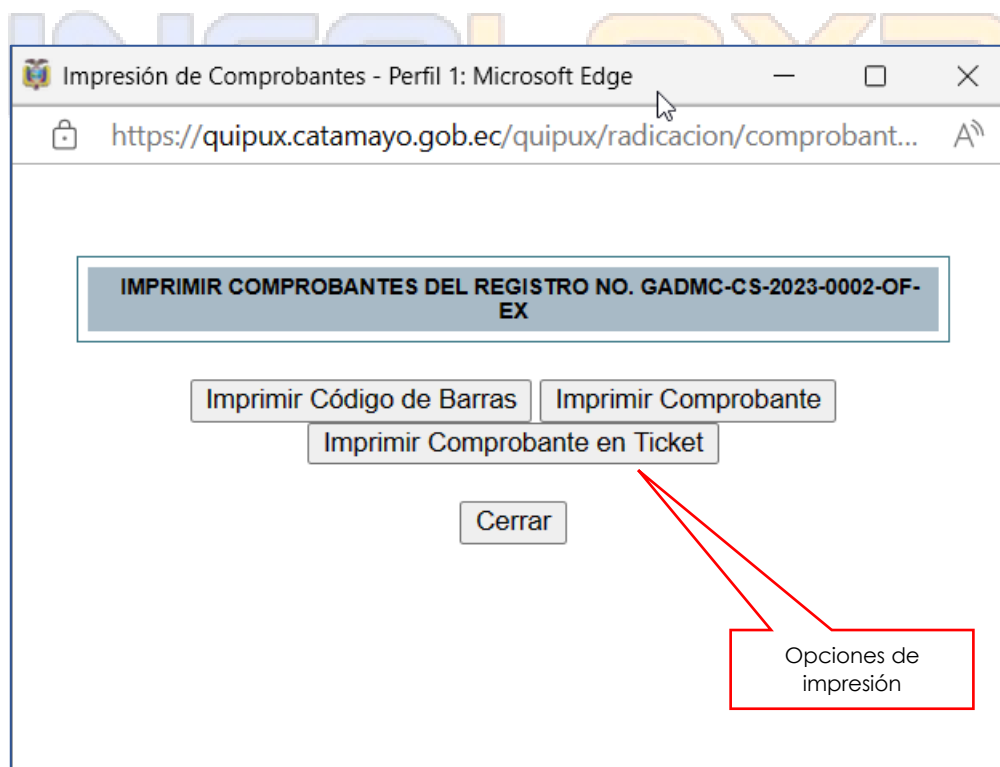 Impresión de Comprobantes - Perfil 1: Microsoft Edge
https://quipux.catamayo.gob.ec/quipux/radicacion/comprobant...
IMPRIMIR COMPROBANTES DEL REGISTRO NO. GADMC-CS-2023-0002-OF-
EX
Imprimir Código de Barras Imprimir Comprobante
Imprimir Comprobante en Ticket
Cerrar
Opciones de
impresión